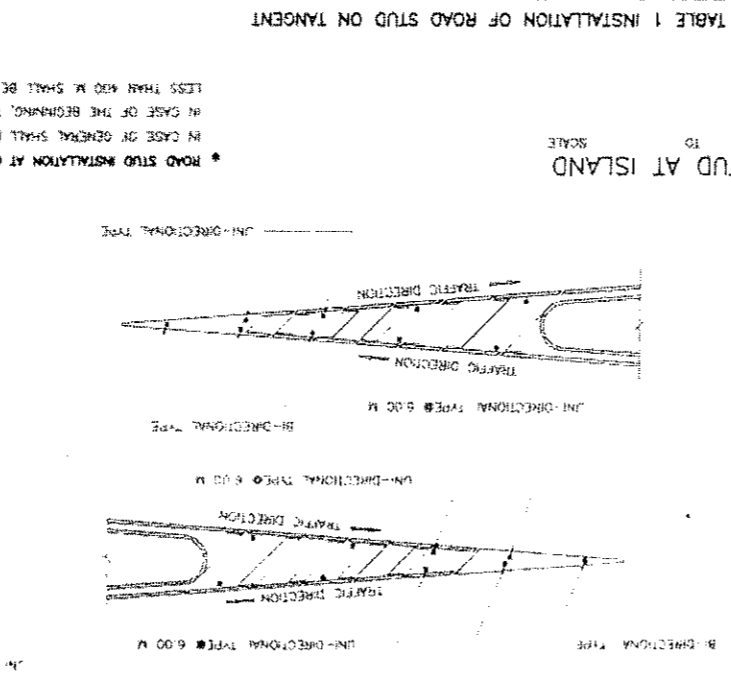 BI-DIRECTIONAL TYPE
UNI-DIRECTIONAL TYPE@ 6.00 M
TRAFFIC DIRECTION
TRAFFIC DIRECTION
UNI-DIRECTIONAL TYPE@ 6.00 M
BI-DIRECTIONAL TYPE
UNI-DIRECTIONAL TYPE@ 6.00 M
TRAFFIC DIRECTION
TRAFFIC DIRECTION
UNI-DIRECTIONAL TYPE
UD AT ISLAND
TO SCALE
* ROAD STUD INSTALLATION AT
IN CASE OF GENERAL SHALL
IN CASE OF THE BEGINNING,
LESS THAN 400 M. SHALL BE
TABLE 1 INSTALLATION OF ROAD STUD ON TANGENT